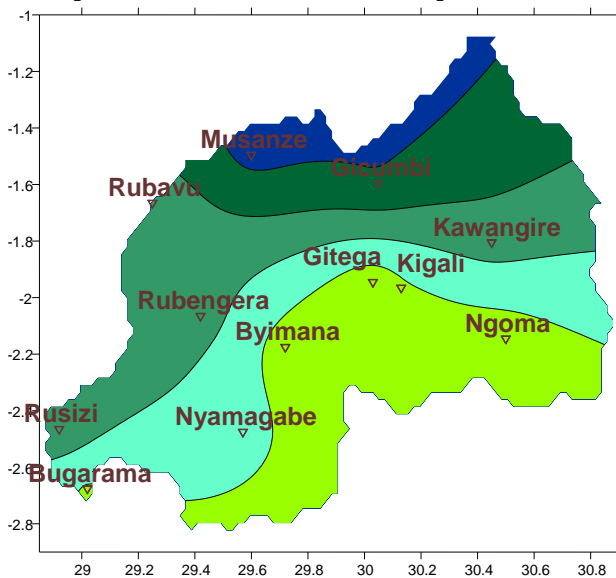 -1
-1.2
-1.4
Musanze
Gicumbi
-1.6
Rubavu
Kawangire
-1.8
Gitega
Kigali
-2
Rubengera
Ngoma
Byimana
-2.2
Rusizi
Nyamagabe
Bugarama
-2.6
-2.8
29 29.2 29.4 29.6 29.8 30 30.2 30.4 30.6 30.8